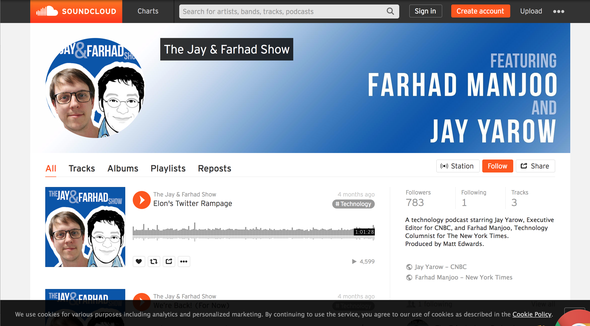 SOUNDCLOUD
Charts
Search for artists, bands, tracks, podcasts
Sign in
Create account
Upload
THE JAY & FARHAD SHOW
The Jay & Farhad Show
FEATURING
FARHAD MANJOO
AND
JAY YAROW
All
Tracks
Albums
Playlists
Reposts
Station
Follow
Share
THE JAY & FARHAD SHOW
The Jay & Farhad Show
4 months ago
Elon's Twitter Rampage
# Technology
1:01:28
4,599
Followers
783
Following
1
Tracks
3
A technology podcast starring Jay Yarow, Executive
Editor for CNBC, and Farhad Manjoo, Technology
Columnist for The New York Times.
Produced by Matt Edwards.
Jay Yarow – CNBC
Farhad Manjoo – New York Times
The Jay & Farhad Show
4 months ago
We use cookies for various purposes including analytics and personalized marketing. By continuing to use the service, you agree to our use of cookies as described in the Cookie Policy.